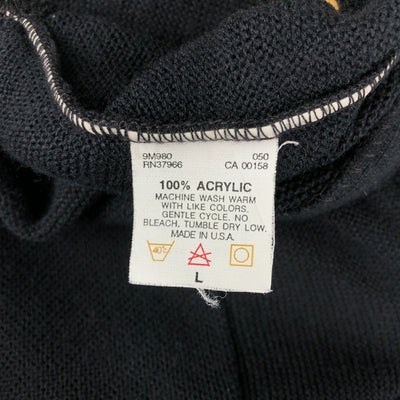 9M980 050
RN37966 CA 00158
100% ACRYLIC
MACHINE WASH WARM
WITH LIKE COLORS,
GENTLE CYCLE, NO
BLEACH, TUMBLE DRY LOW.
MADE IN U.S.A.
40°C
L